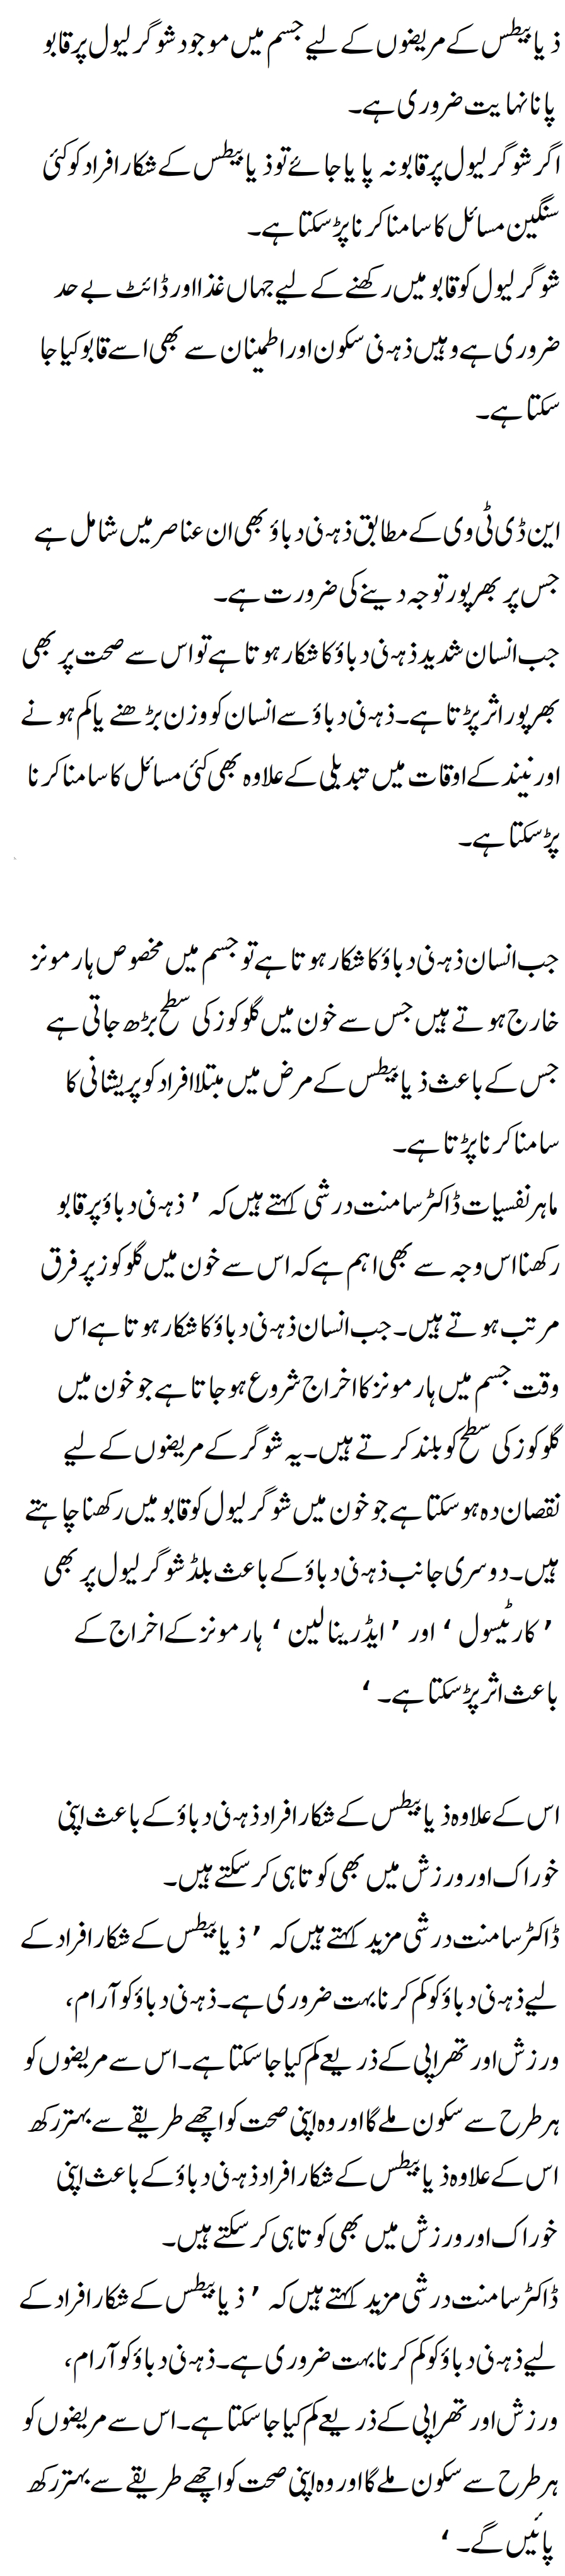 ذیابیطس کے مریضوں کے لیے جسم میں موجود شوگر لیول پر قابو
پانا نہایت ضروری ہے۔
اگر شوگر لیول پر قابو نہ پایا جائے تو ذیابیطس کے شکار افراد کو کئی
سنگین مسائل کا سامنا کرنا پڑ سکتا ہے۔
شوگر لیول کو قابو میں رکھنے کے لیے جہاں غذا اور ڈائٹ بے حد
ضروری ہے وہیں ذہنی سکون اور اطمینان سے بھی اسے قابو کیا جا
سکتا ہے۔
این ڈی ٹی وی کے مطابق ذہنی دباؤ بھی ان عناصر میں شامل ہے
جس پر بھرپور توجہ دینے کی ضرورت ہے۔
جب انسان شدید ذہنی دباؤ کا شکار ہوتا ہے تو اس سے صحت پر بھی
بھرپور اثر پڑتا ہے۔ ذہنی دباؤ سے انسان کو وزن بڑھنے یا کم ہونے
اور نیند کے اوقات میں تبدیلی کے علاوہ بھی کئی مسائل کا سامنا کرنا
پڑ سکتا ہے۔
جب انسان ذہنی دباؤ کا شکار ہوتا ہے تو جسم میں مخصوص ہارمونز
خارج ہوتے ہیں جس سے خون میں گلوکوز کی سطح بڑھ جاتی ہے
جس کے باعث ذیابیطس کے مرض میں مبتلا افراد کو پریشانی کا
سامنا کرنا پڑتا ہے۔
ماہر نفسیات ڈاکٹر سامنت درشی کہتے ہیں کہ ’ذہنی دباؤ پر قابو
رکھنا اس وجہ سے بھی اہم ہے کہ اس سے خون میں گلوکوز پر فرق
مرتب ہوتے ہیں۔ جب انسان ذہنی دباؤ کا شکار ہوتا ہے اس
وقت جسم میں ہارمونز کا اخراج شروع ہو جاتا ہے جو خون میں
گلوکوز کی سطح کو بلند کرتے ہیں۔ یہ شوگر کے مریضوں کے لیے
نقصان دہ ہو سکتا ہے جو خون میں شوگر لیول کو قابو میں رکھنا چاہتے
ہیں۔ دوسری جانب ذہنی دباؤ کے باعث بلڈ شوگر لیول پر بھی
’کارٹیسول‘ اور ’ایڈرینالین‘ ہارمونز کے اخراج کے
باعث اثر پڑ سکتا ہے۔‘
اس کے علاوہ ذیابیطس کے شکار افراد ذہنی دباؤ کے باعث اپنی
خوراک اور ورزش میں بھی کوتاہی کر سکتے ہیں۔
ڈاکٹر سامنت درشی مزید کہتے ہیں کہ ’ذیابیطس کے شکار افراد کے
لیے ذہنی دباؤ کو کم کرنا بہت ضروری ہے۔ ذہنی دباؤ کو آرام،
ورزش اور تھراپی کے ذریعے کم کیا جا سکتا ہے۔ اس سے مریضوں کو
ہر طرح سے سکون ملے گا اور وہ اپنی صحت کو اچھے طریقے سے بہتر رکھ
اس کے علاوہ ذیابیطس کے شکار افراد ذہنی دباؤ کے باعث اپنی
خوراک اور ورزش میں بھی کوتاہی کر سکتے ہیں۔
ڈاکٹر سامنت درشی مزید کہتے ہیں کہ ’ذیابیطس کے شکار افراد کے
لیے ذہنی دباؤ کو کم کرنا بہت ضروری ہے۔ ذہنی دباؤ کو آرام،
ورزش اور تھراپی کے ذریعے کم کیا جا سکتا ہے۔ اس سے مریضوں کو
ہر طرح سے سکون ملے گا اور وہ اپنی صحت کو اچھے طریقے سے بہتر رکھ
پائیں گے۔‘